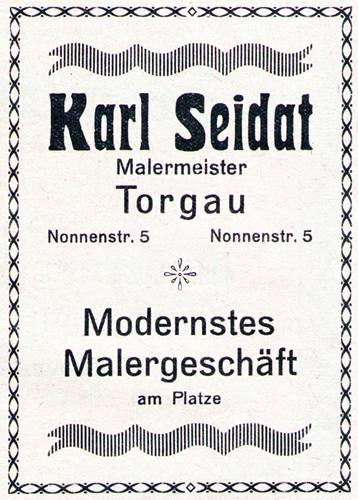 Karl Seidat
Malermeister
Torgau
Nonnenstr. 5 Nonnenstr. 5
Modernstes
Malergeschäft
am Platze